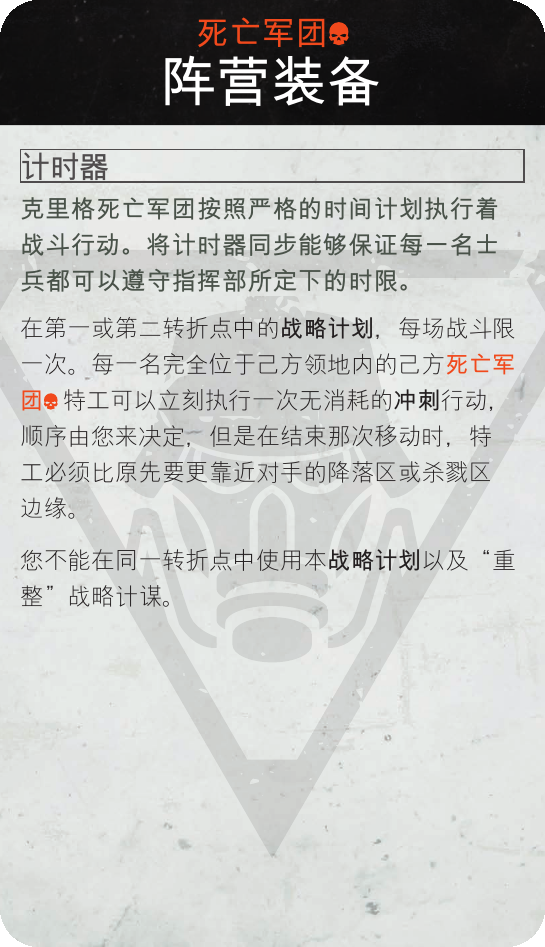 死亡军团
阵营装备
计时器
克里格死亡军团按照严格的时间计划执行着
战斗行动。将计时器同步能够保证每一名士
兵都可以遵守指挥部所定下的时限。
在第一或第二转折点中的战略计划，每场战斗限
一次。每一名完全位于己方领地内的己方死亡军
团特工可以立刻执行一次无消耗的冲刺行动，
顺序由您来决定，但是在结束那次移动时，特
工必须比原先要更靠近对手的降落区或杀戮区
边缘。
您不能在同一转折点中使用本战略计划以及“重
整”战略计谋。